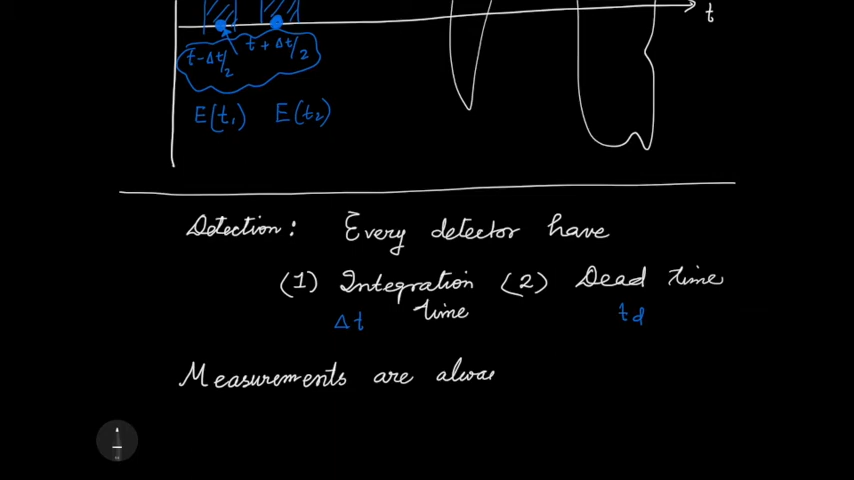 t
t-Δt/2 t+Δt/2
E(t₁) E(t₂)
Detection: Every detector have
(1) Integration time (2) Dead time
Δt t_d
Measurements are alwa